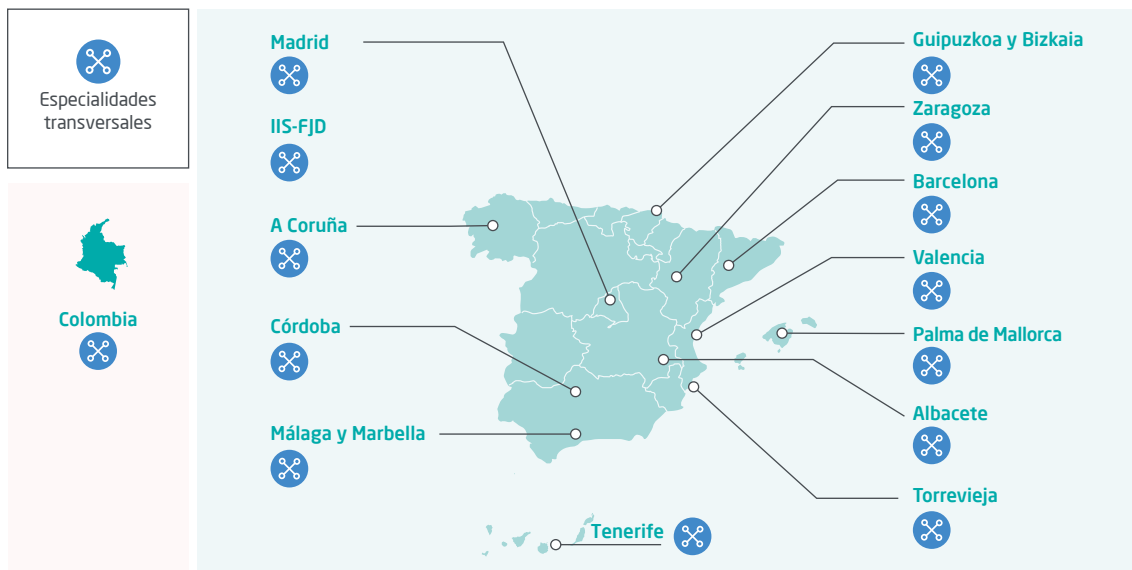 Especialidades
transversales
Colombia
Madrid
IIS-FJD
A Coruña
Córdoba
Málaga y Marbella
Tenerife
Guipuzkoa y Bizkaia
Zaragoza
Barcelona
Valencia
Palma de Mallorca
Albacete
Torrevieja